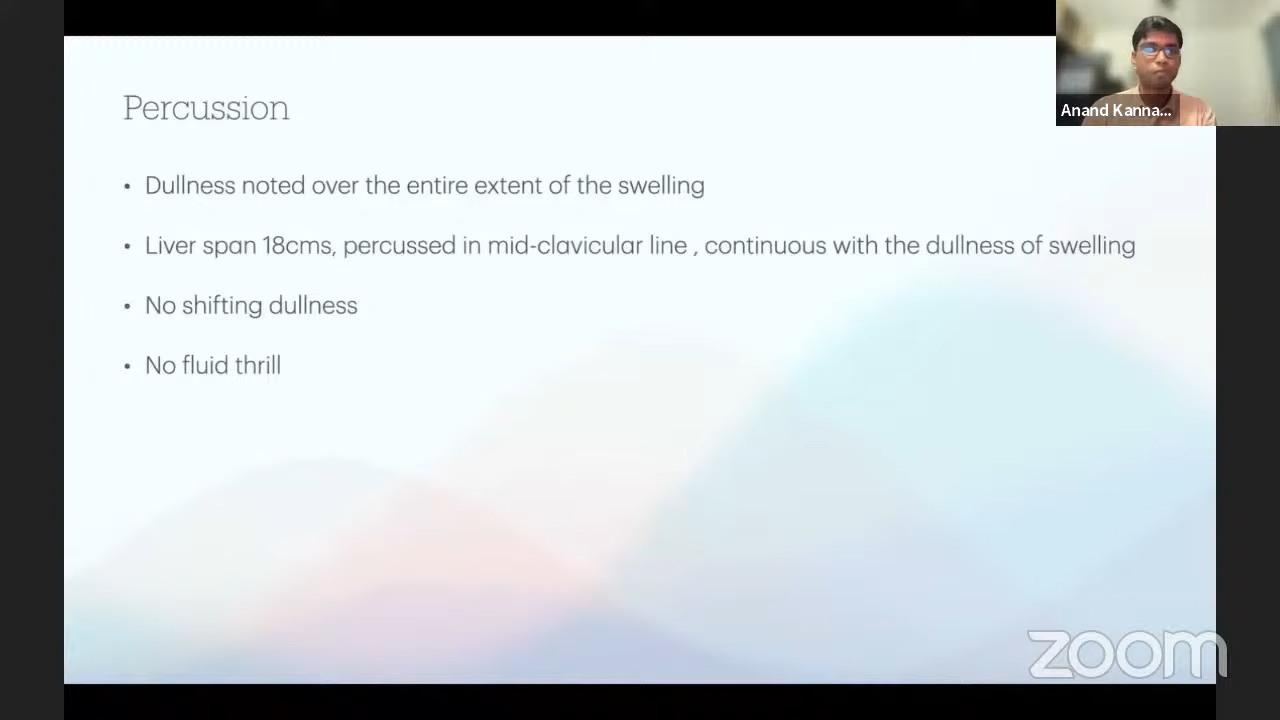 Percussion
• Dullness noted over the entire extent of the swelling
• Liver span 18cms, percussed in mid-clavicular line , continuous with the dullness of swelling
• No shifting dullness
• No fluid thrill
Anand Kanna...
zoom